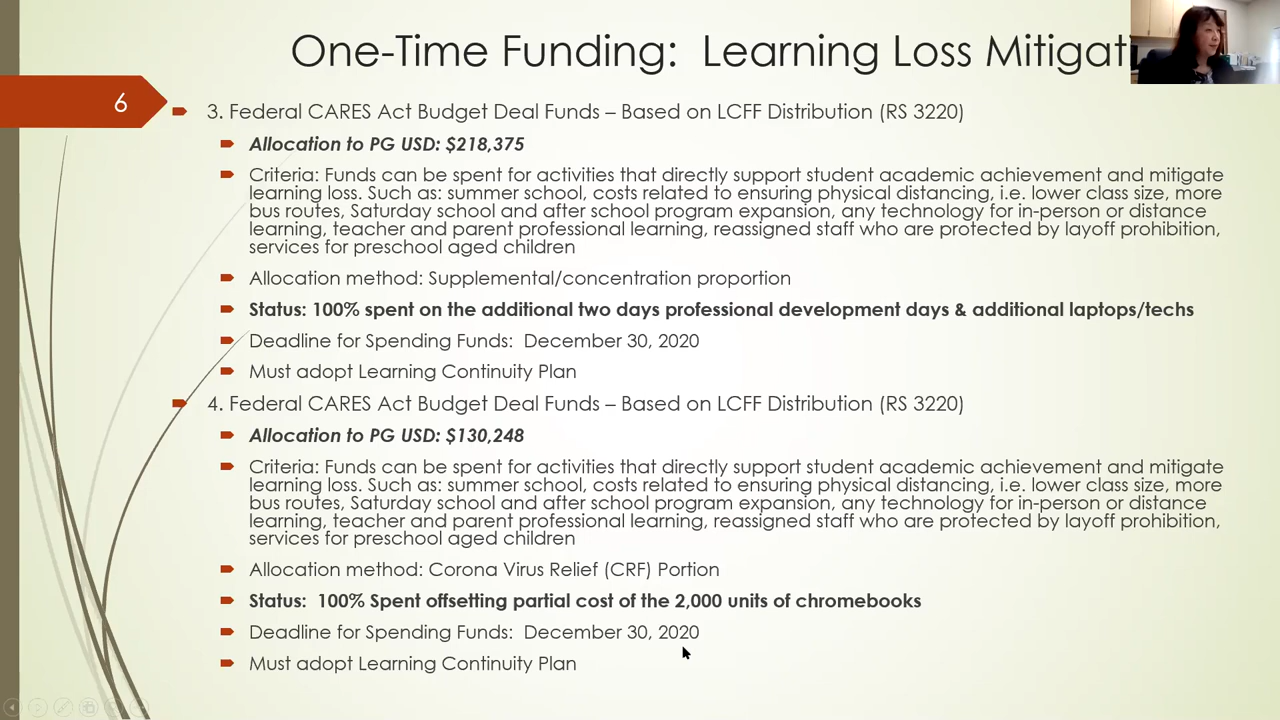 One-Time Funding:  Learning Loss Mitigati
6
3. Federal CARES Act Budget Deal Funds – Based on LCFF Distribution (RS 3220)
Allocation to PG USD: $218,375
Criteria: Funds can be spent for activities that directly support student academic achievement and mitigate
learning loss. Such as: summer school, costs related to ensuring physical distancing, i.e. lower class size, more
bus routes, Saturday school and after school program expansion, any technology for in-person or distance
learning, teacher and parent professional learning, reassigned staff who are protected by layoff prohibition,
services for preschool aged children
Allocation method: Supplemental/concentration proportion
Status: 100% spent on the additional two days professional development days & additional laptops/techs
Deadline for Spending Funds:  December 30, 2020
Must adopt Learning Continuity Plan
4. Federal CARES Act Budget Deal Funds – Based on LCFF Distribution (RS 3220)
Allocation to PG USD: $130,248
Criteria: Funds can be spent for activities that directly support student academic achievement and mitigate
learning loss. Such as: summer school, costs related to ensuring physical distancing, i.e. lower class size, more
bus routes, Saturday school and after school program expansion, any technology for in-person or distance
learning, teacher and parent professional learning, reassigned staff who are protected by layoff prohibition,
services for preschool aged children
Allocation method: Corona Virus Relief (CRF) Portion
Status:  100% Spent offsetting partial cost of the 2,000 units of chromebooks
Deadline for Spending Funds:  December 30, 2020
Must adopt Learning Continuity Plan